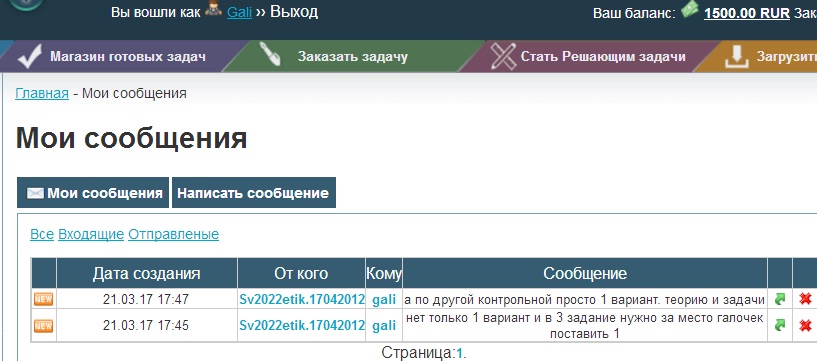 Вы вошли как Gali ›› Выход
Ваш баланс: 1500.00 RUR Зак
Магазин готовых задач
Заказать задачу
Стать Решающим задачи
Загрузить
Главная - Мои сообщения
Мои сообщения
Мои сообщения
Написать сообщение
Все Входящие Отправленые
Дата создания От кого Кому Сообщение
NEW 21.03.17 17:47 Sv2022etik.17042012 gali а по другой контрольной просто 1 вариант. теорию и задачи
NEW 21.03.17 17:45 Sv2022etik.17042012 gali нет только 1 вариант и в 3 задание нужно за место галочек
поставить 1
Страница:1.